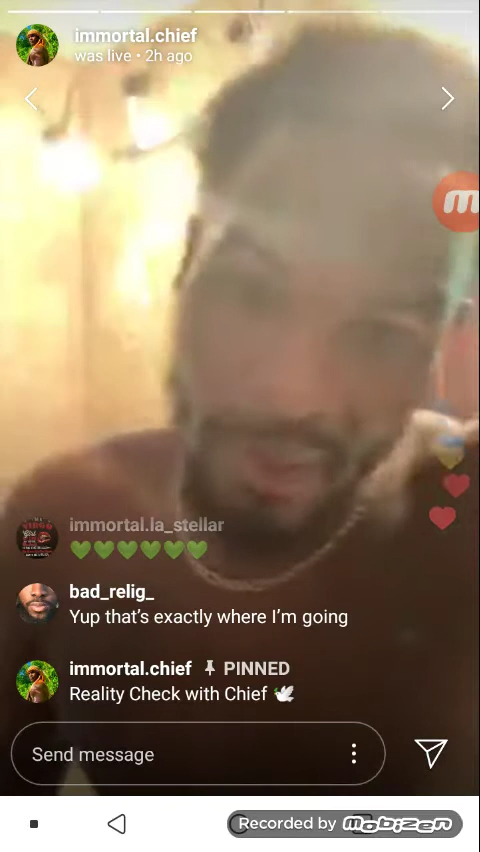 immortal.chief
was live • 2h ago
immortal.la_stellar
💚💚💚💚💚💚
bad_relig_
Yup that's exactly where I'm going
immortal.chief PINNED
Reality Check with Chief 🕊️
Send message
Recorded by mobizen